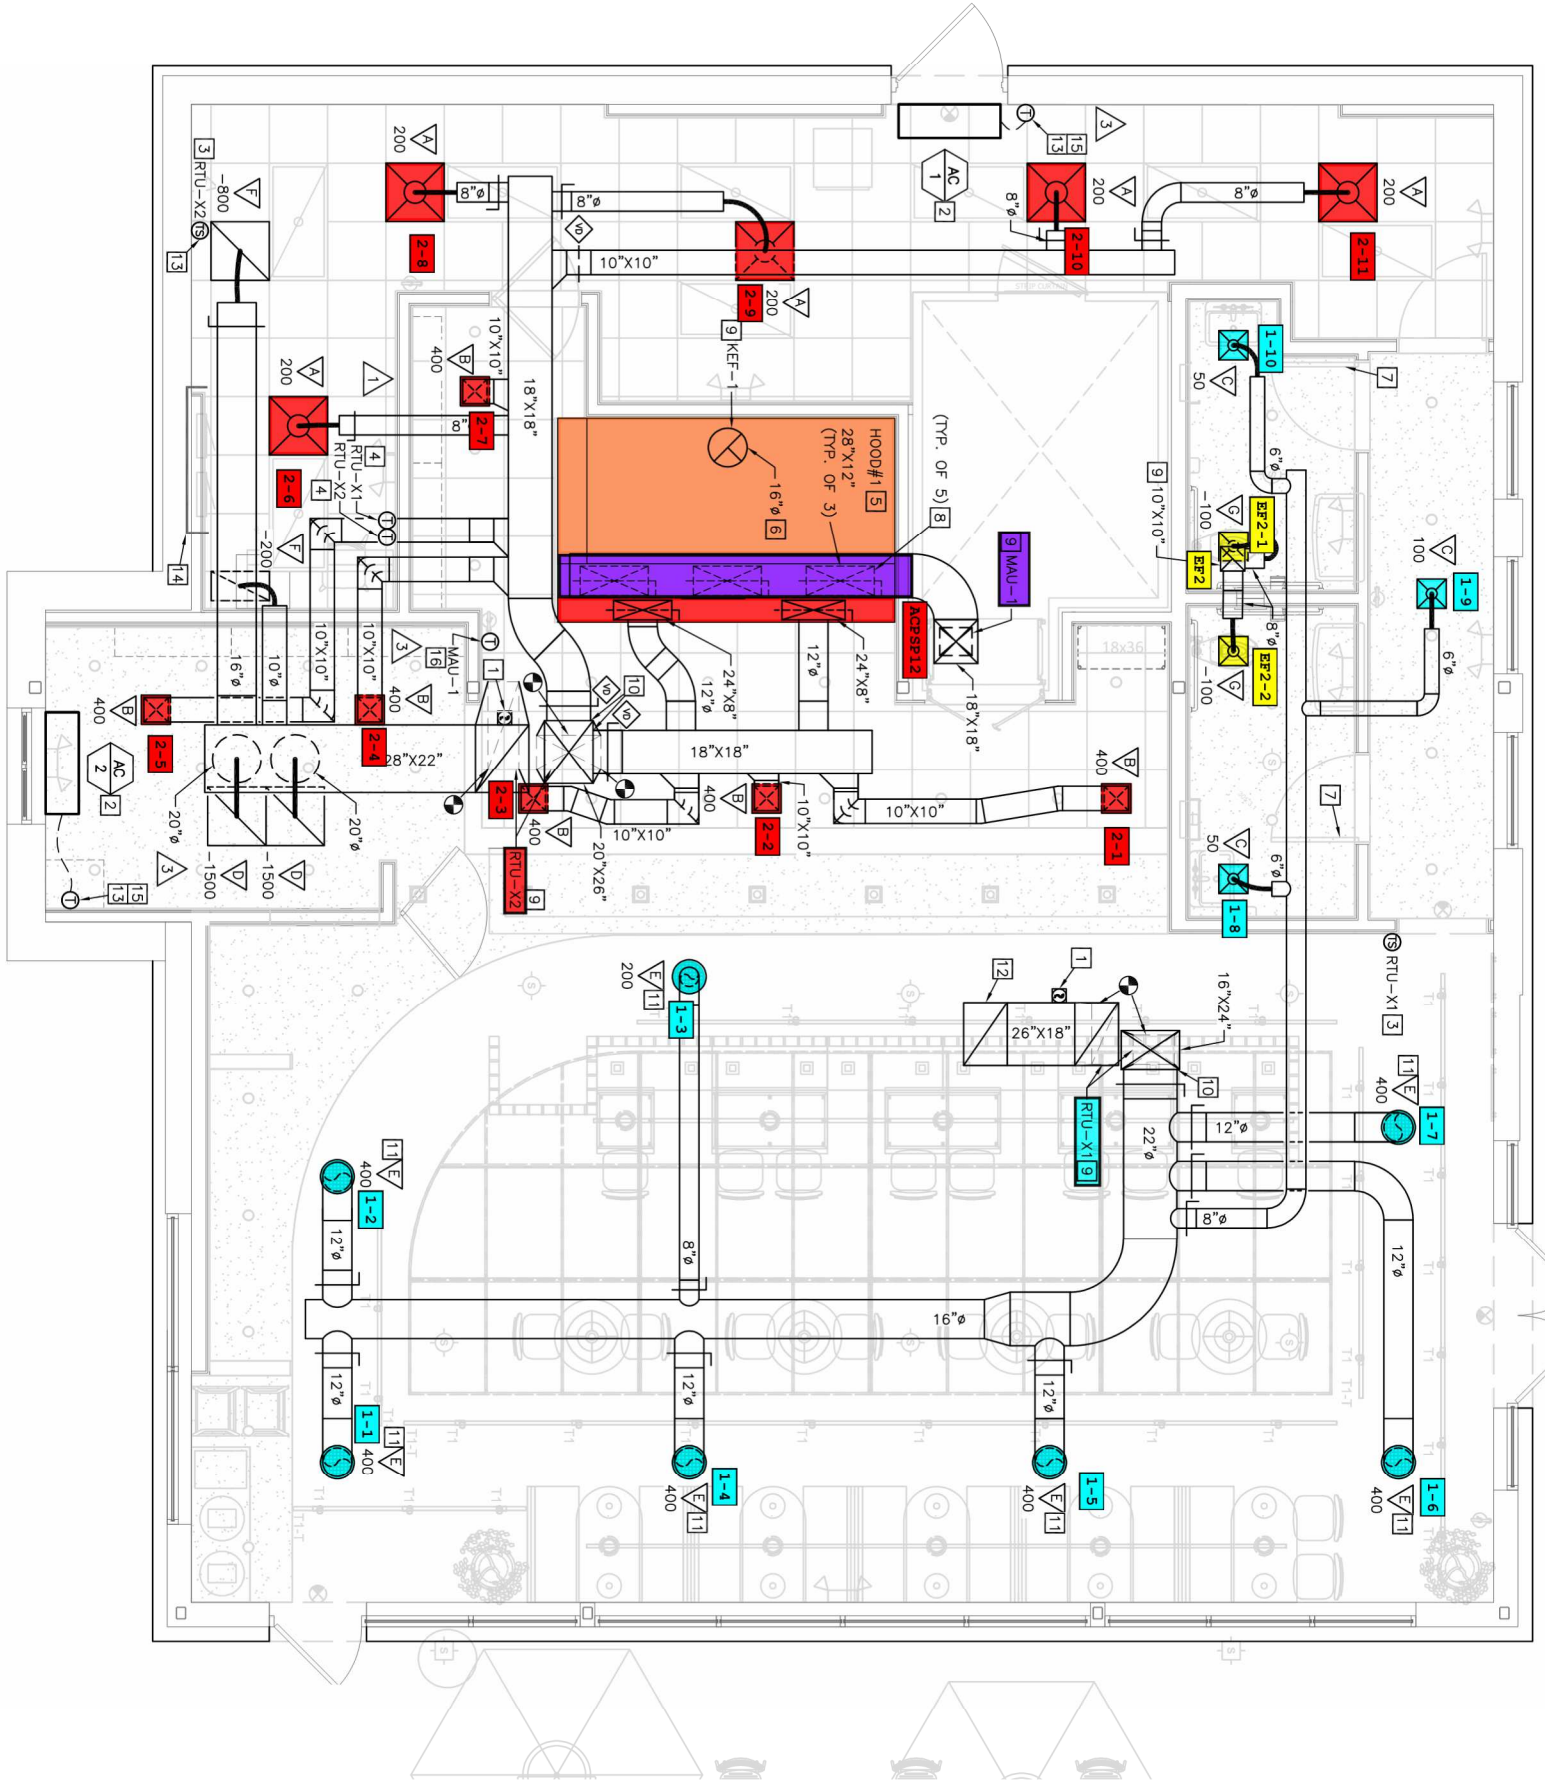 200
A
8"ø
2-8
3
RTU-X2
TS
-800
F
13
8"ø
VD
10"X10"
2-9
200
A
AC
1
2
T
13
15
3
8"ø
200
A
2-10
8"ø
200
A
2-11
9
KEF-1
10"X10"
400
B
18"X18"
8"
2-7
200
A
1
2-6
RTU-X1
4
RTU-X2
4
T
T
-200
F
14
HOOD#1
5
28"X12"
(TYP. OF 3)
(TYP. OF 5)
8
16"ø
6
STRIP CURTAIN
1-10
50
C
7
6"ø
9
10"X10"
-100
G
EF2-1
EF2
8"ø
EF2-2
-100
G
100
C
1-9
6"ø
16"ø
10"ø
10"X10"
10"X10"
3
MAU-1
16
T
1
400
B
2-5
400
B
2-4
28"X22"
9
MAU-1
ACPSP12
18"X18"
18x36
24"X8"
12"ø
12"ø
24"X8"
VD
VD
10
18"X18"
AC
2
2
20"ø
20"ø
3
-1500
D
-1500
D
T
13
15
2-3
400
B
10"X10"
20"X26"
RTU-X2
9
400
B
2-2
10"X10"
10"X10"
400
B
2-1
7
50
C
6"ø
1-8
TS
RTU-X1
3
200
E
11
1-3
12
1
26"X18"
16"X24"
10
RTU-X1
9
22"ø
12"ø
11
E
400
1-7
8"ø
12"ø
11
E
400
1-2
12"ø
8"ø
16"ø
12"ø
1-1
11
E
400
12"ø
1-4
400
E
11
12"ø
1-5
400
E
11
1-6
400
E
11